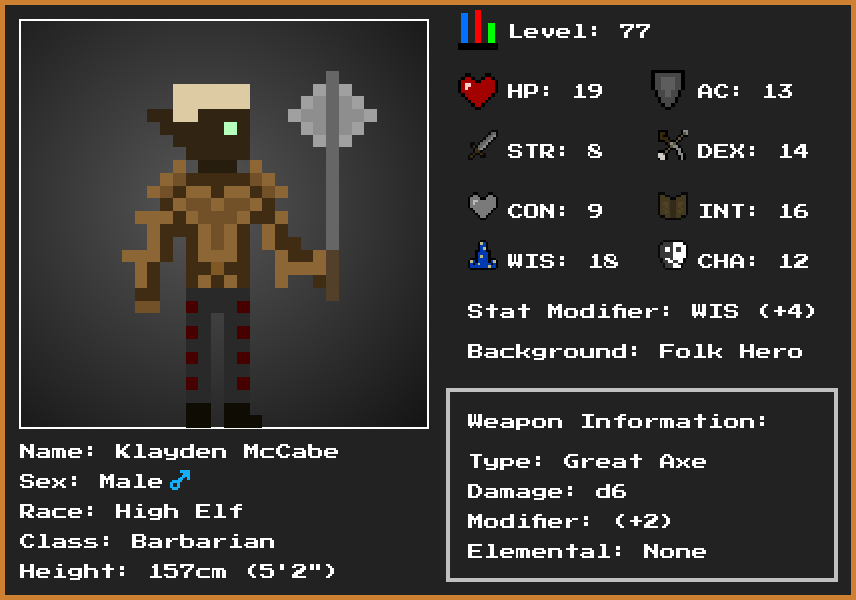 Level: 77
HP: 19 AC: 13
STR: 8 DEX: 14
CON: 9 INT: 16
WIS: 18 CHA: 12
Stat Modifier: WIS (+4)
Background: Folk Hero
Weapon Information:
Type: Great Axe
Damage: d6
Modifier: (+2)
Elemental: None
Name: Klayden McCabe
Sex: Male♂
Race: High Elf
Class: Barbarian
Height: 157cm (5'2")